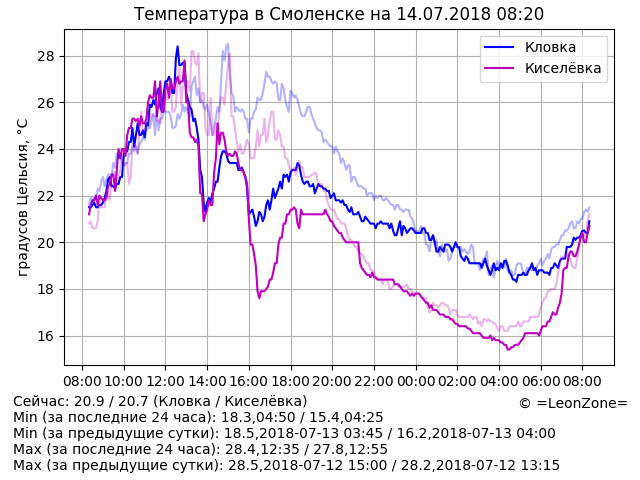 Температура в Смоленске на 14.07.2018 08:20
Кловка
Киселёвка
градусов Цельсия, °C
28
26
24
22
20
18
16
08:00 10:00 12:00 14:00 16:00 18:00 20:00 22:00 00:00 02:00 04:00 06:00 08:00
Сейчас: 20.9 / 20.7 (Кловка / Киселёвка)
© =LeonZone=
Min (за последние 24 часа): 18.3,04:50 / 15.4,04:25
Min (за предыдущие сутки): 18.5,2018-07-13 03:45 / 16.2,2018-07-13 04:00
Max (за последние 24 часа): 28.4,12:35 / 27.8,12:55
Max (за предыдущие сутки): 28.5,2018-07-12 15:00 / 28.2,2018-07-12 13:15